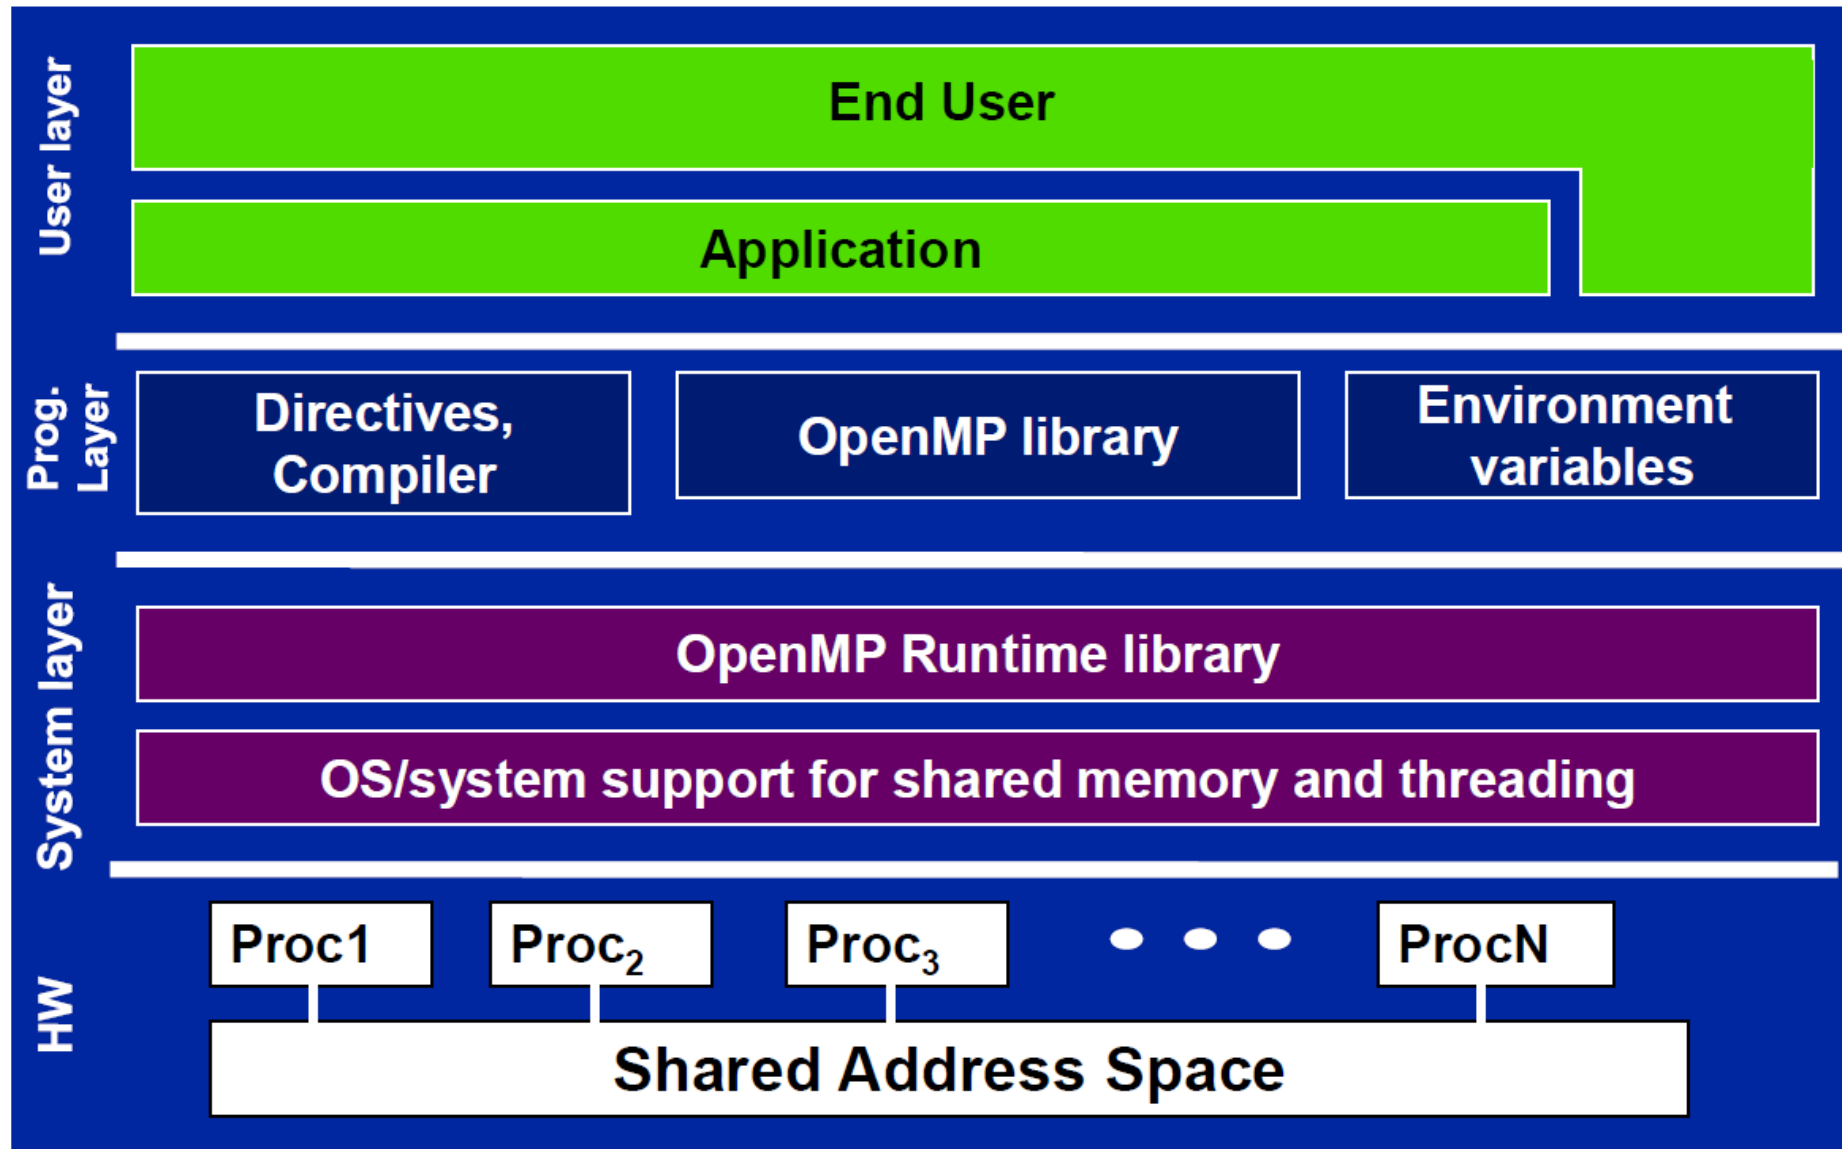 User layer
End User
Application
Prog.
Layer
Directives,
Compiler
OpenMP library
Environment
variables
System layer
OpenMP Runtime library
OS/system support for shared memory and threading
HW
Proc1
Proc₂
Proc₃
ProcN
Shared Address Space